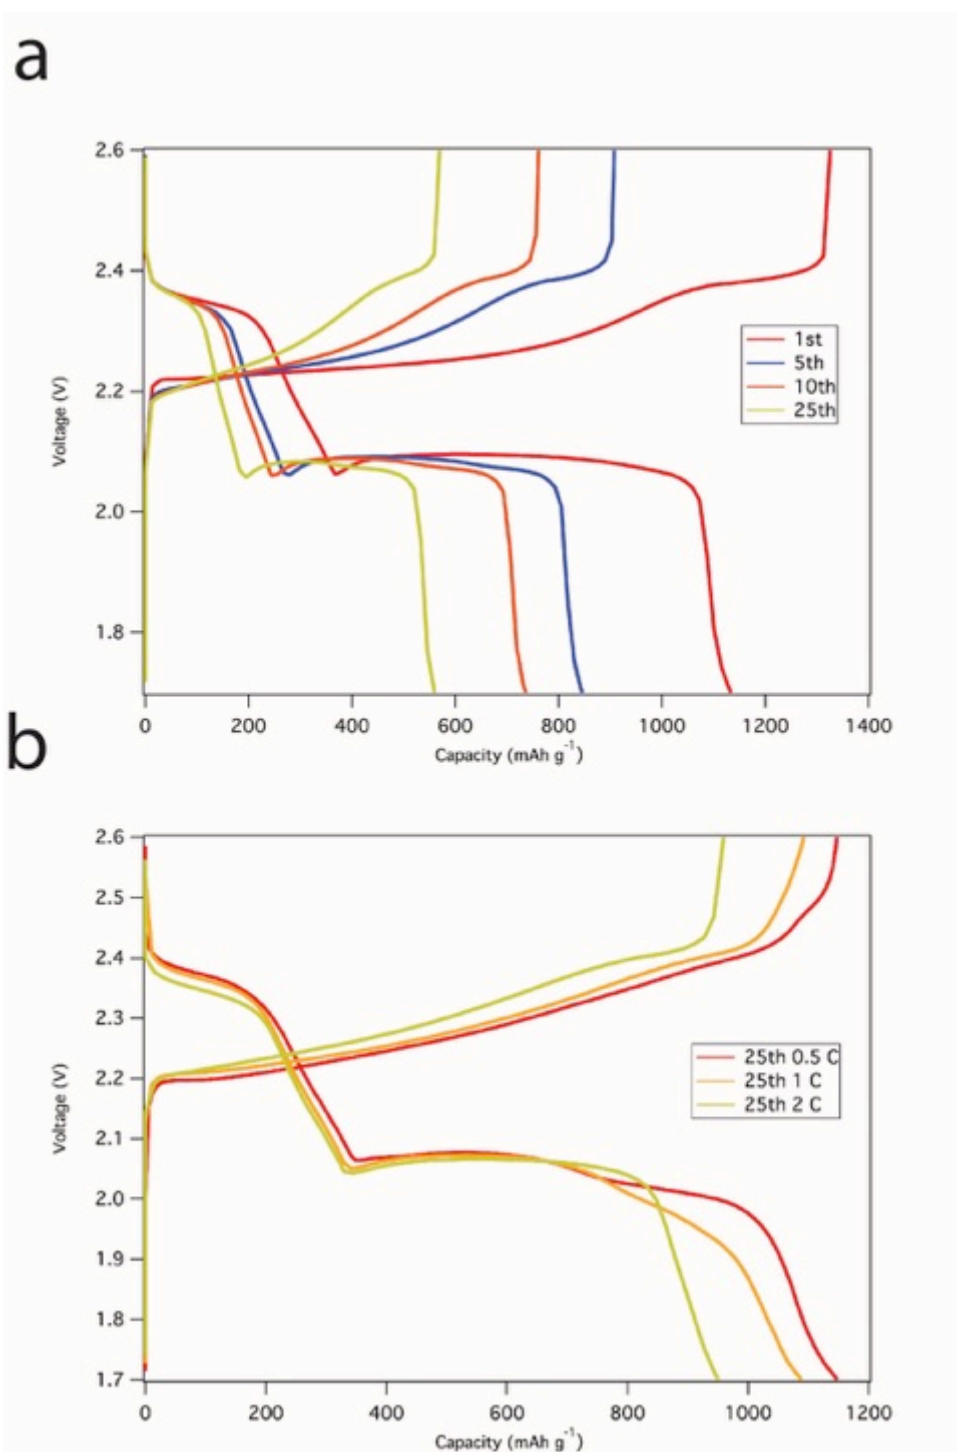 a
2.6
2.4
2.2
2.0
1.8
Voltage (V)
1st
5th
10th
25th
0 200 400 600 800 1000 1200 1400
Capacity (mAh g⁻¹)
b
2.6
2.5
2.4
2.3
2.2
2.1
2.0
1.9
1.8
1.7
Voltage (V)
25th 0.5 C
25th 1 C
25th 2 C
0 200 400 600 800 1000 1200
Capacity (mAh g⁻¹)